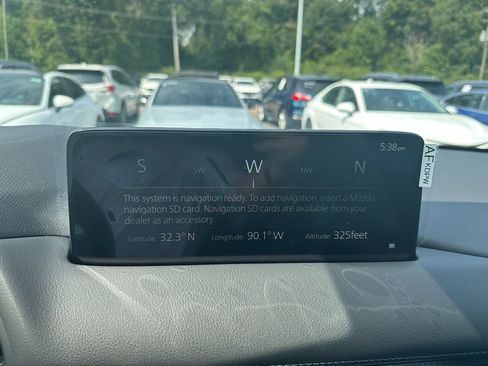 5:38pm
S SW W NW N
This system is navigation ready. To add navigation, insert a Mazda
navigation SD card. Navigation SD cards are available from your
dealer as an accessory.
Latitude: 32.3° N Longitude: 90.1° W Altitude: 325feet
AFKDPW